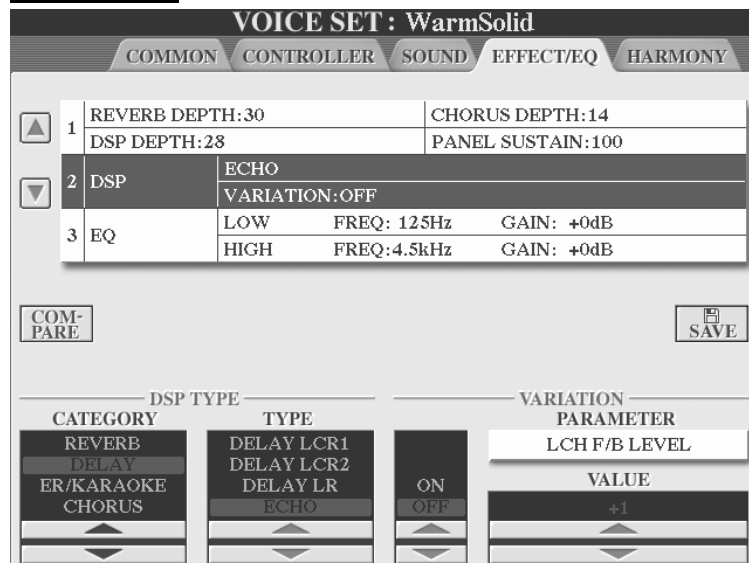 VOICE SET : WarmSolid
COMMON CONTROLLER SOUND EFFECT/EQ HARMONY
1 REVERB DEPTH:30 CHORUS DEPTH:14
DSP DEPTH:28 PANEL SUSTAIN:100
2 DSP ECHO
VARIATION:OFF
3 EQ LOW FREQ: 125Hz GAIN: +0dB
HIGH FREQ:4.5kHz GAIN: +0dB
COM-
PARE
SAVE
DSP TYPE VARIATION
CATEGORY TYPE PARAMETER
REVERB DELAY LCR1 LCH F/B LEVEL
DELAY DELAY LCR2
ER/KARAOKE DELAY LR ON VALUE
CHORUS ECHO OFF +1